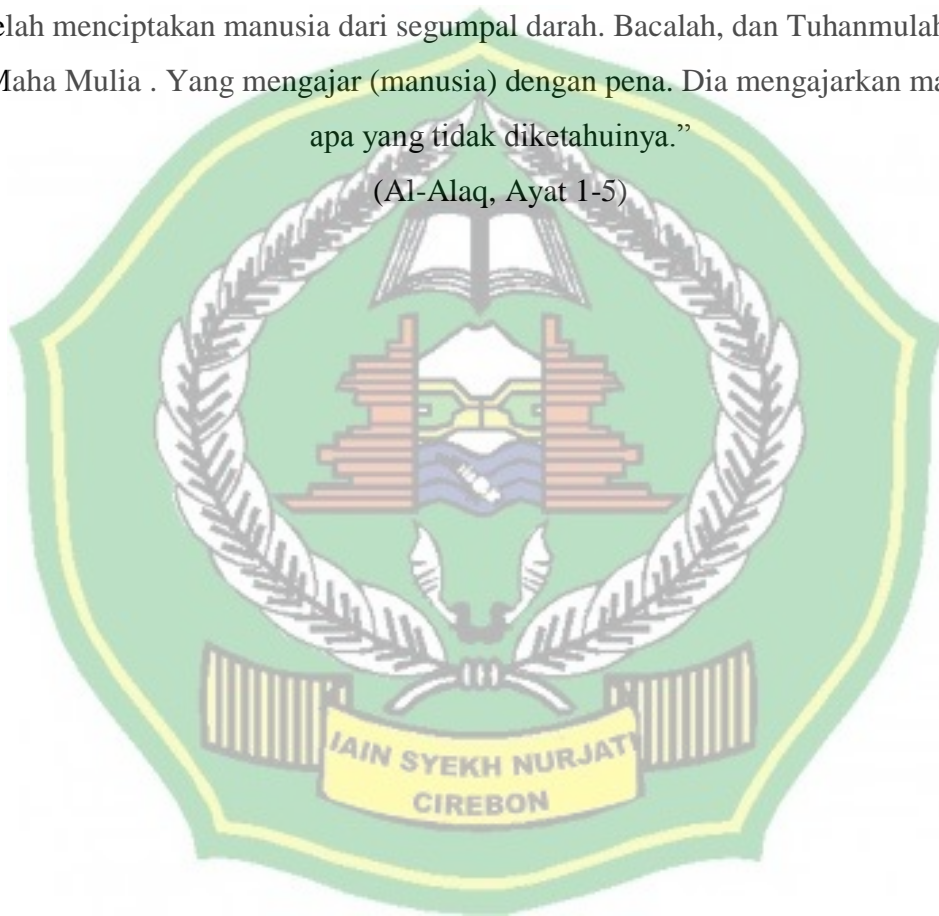 elah menciptakan manusia dari segumpal darah. Bacalah, dan Tuhanmulah
Maha Mulia . Yang mengajar (manusia) dengan pena. Dia mengajarkan ma
apa yang tidak diketahuinya.”
(Al-Alaq, Ayat 1-5)
IAIN SYEKH NURJATI
CIREBON